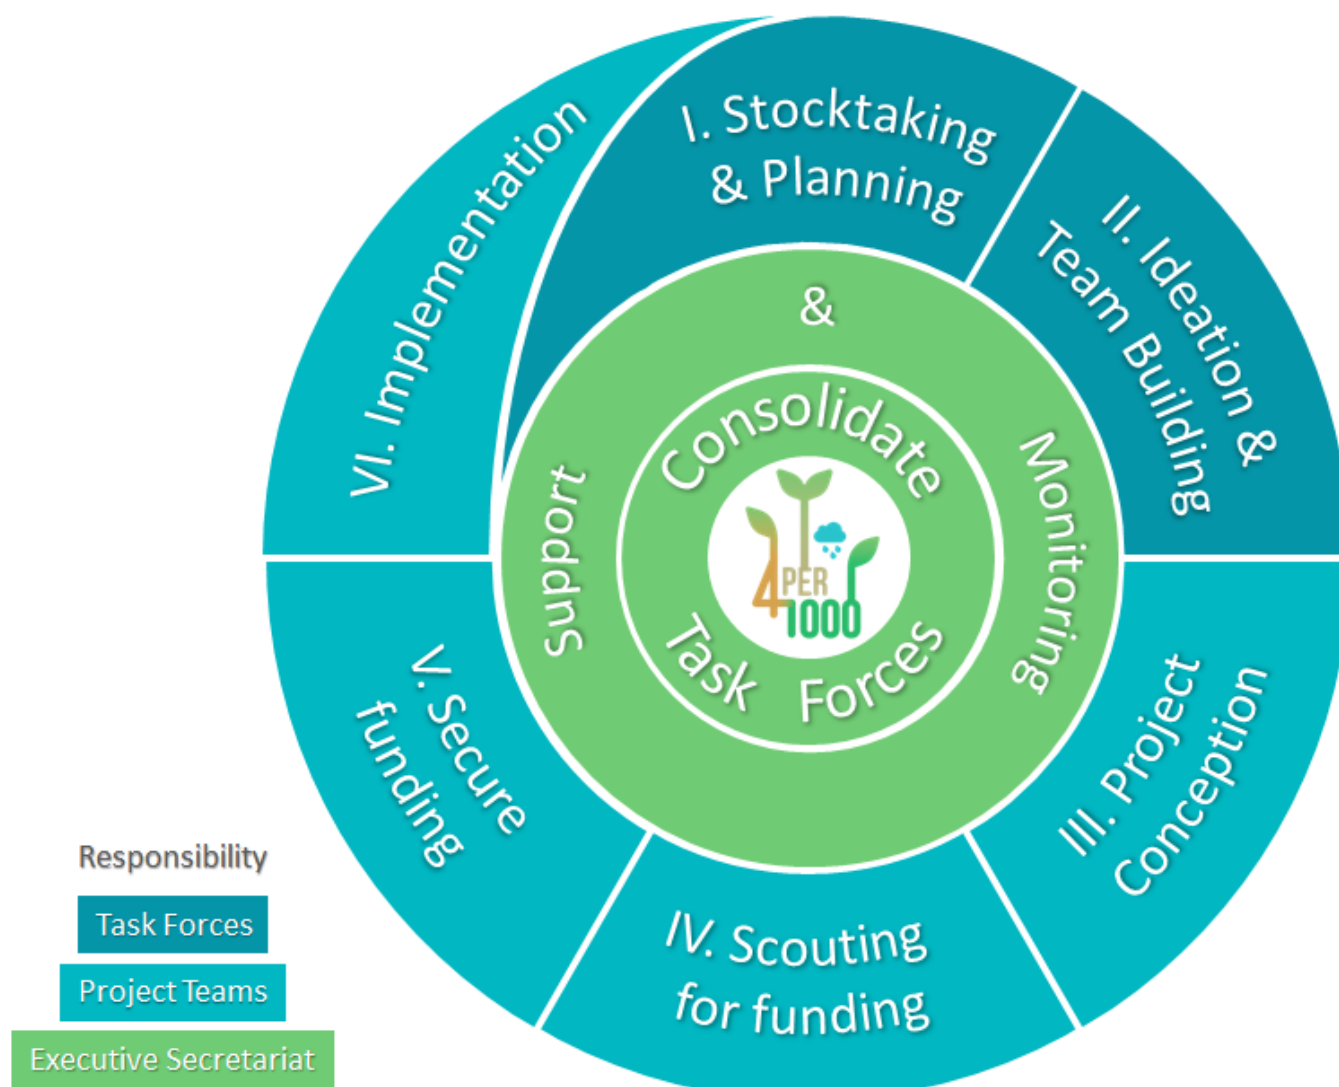 I. Stocktaking
& Planning
II. Ideation &
Team Building
III. Project
Conception
IV. Scouting
for funding
V. Secure
funding
VI. Implementation
Support
&
Monitoring
Consolidate
Task Forces
4 PER
1000
Responsibility
Task Forces
Project Teams
Executive Secretariat